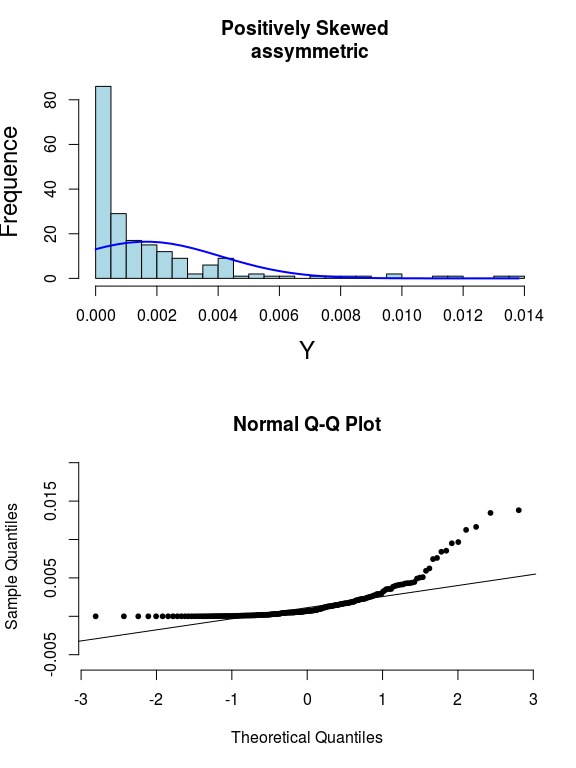 Positively Skewed
assymmetric
Frequence
80
60
40
20
0
0.000 0.002 0.004 0.006 0.008 0.010 0.012 0.014
Y
Normal Q-Q Plot
Sample Quantiles
0.015
0.005
-0.005
-3 -2 -1 0 1 2 3
Theoretical Quantiles